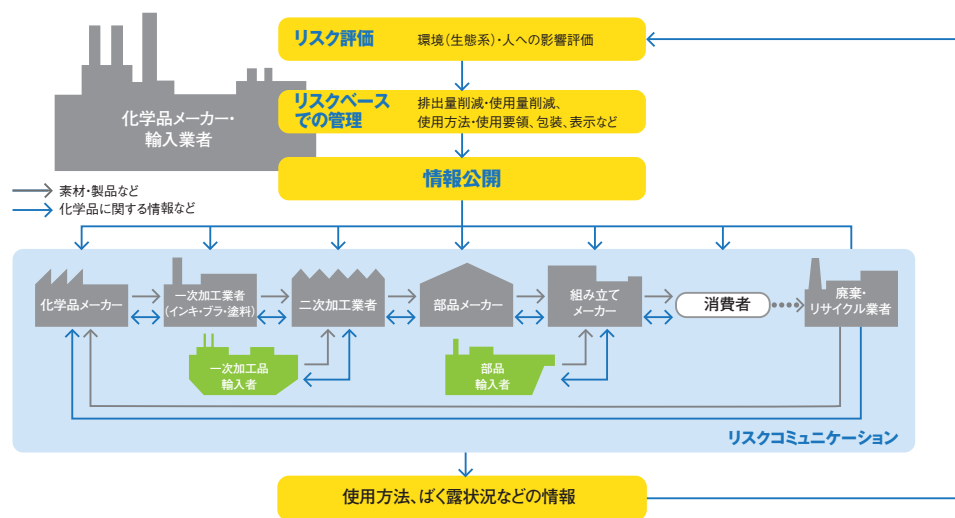 リスク評価
環境(生態系)・人への影響評価
化学品メーカー・
輸入業者
リスクベース
での管理
排出量削減・使用量削減、
使用方法・使用要領、包装、表示など
情報公開
素材・製品など
化学品に関する情報など
化学品メーカー
一次加工業者
(インキ・プラ・塗料)
二次加工業者
部品メーカー
組み立て
メーカー
消費者
廃棄・
リサイクル業者
一次加工品
輸入者
部品
輸入者
リスクコミュニケーション
使用方法、ばく露状況などの情報